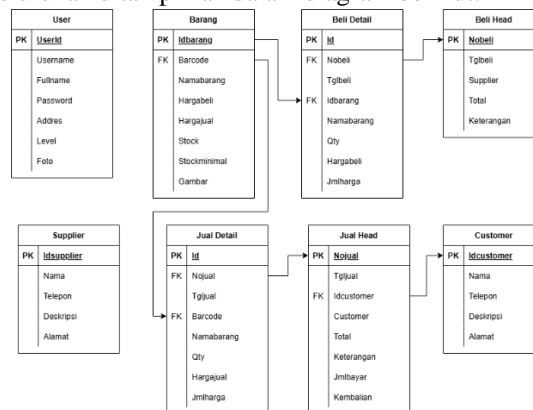 User
PK UserId
Username
Fullname
Password
Addres
Level
Foto
Barang
PK Idbarang
FK Barcode
Namabarang
Hargabeli
Hargajual
Stock
Stockminimal
Gambar
Beli Detail
PK Id
FK Nobeli
Tglbeli
FK Idbarang
Namabarang
Qty
Hargabeli
Jmlharga
Beli Head
PK Nobeli
Tglbeli
Supplier
Total
Keterangan
Supplier
PK Idsupplier
Nama
Telepon
Deskripsi
Alamat
Jual Detail
PK Id
FK Nojual
Tgljual
FK Barcode
Namabarang
Qty
Hargajual
Jmlharga
Jual Head
PK Nojual
Tgljual
FK Idcustomer
Customer
Total
Keterangan
Jmlbayar
Kembalian
Customer
PK Idcustomer
Nama
Telepon
Deskripsi
Alamat